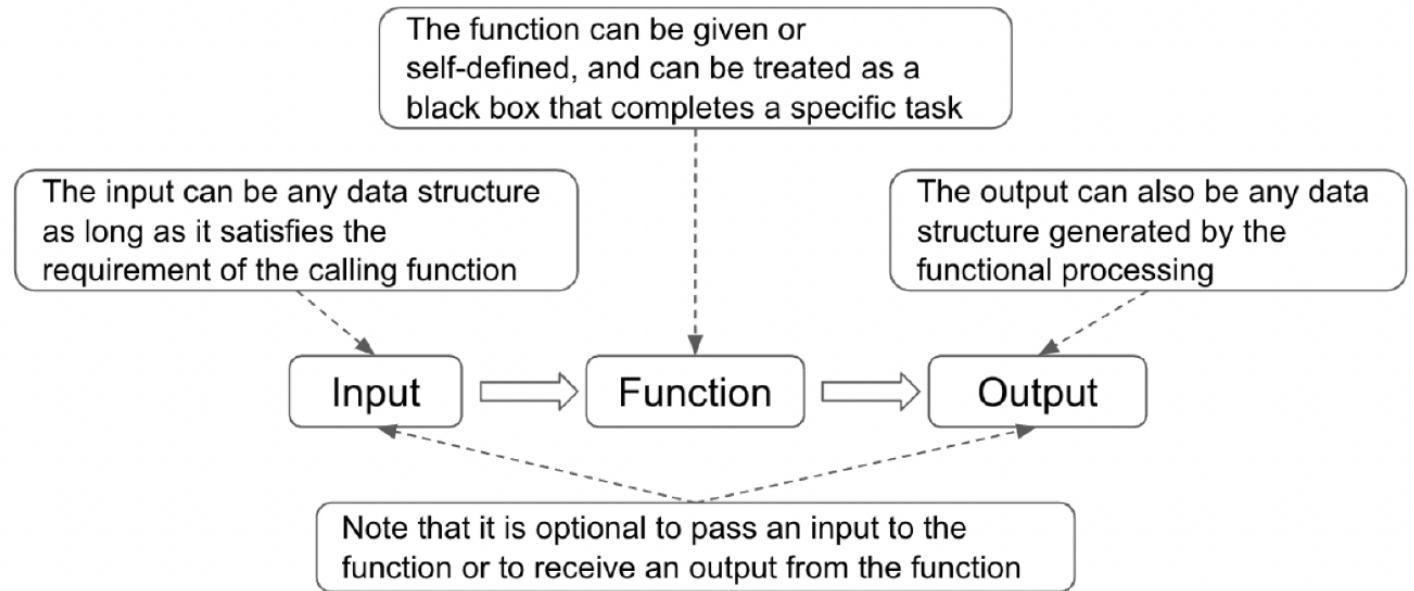 The function can be given or
self-defined, and can be treated as a
black box that completes a specific task
The input can be any data structure
as long as it satisfies the
requirement of the calling function
The output can also be any data
structure generated by the
functional processing
Input
Function
Output
Note that it is optional to pass an input to the
function or to receive an output from the function